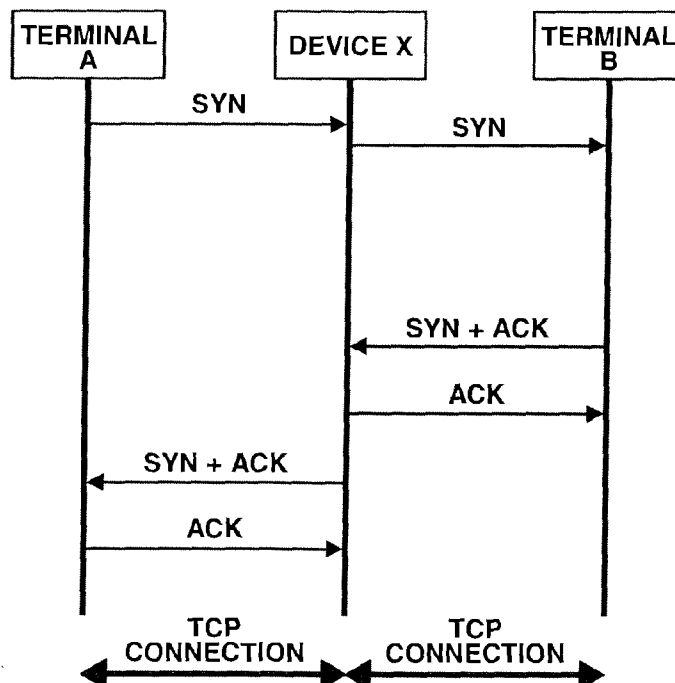 TERMINAL
A
DEVICE X
TERMINAL
B
SYN
SYN
SYN + ACK
ACK
SYN + ACK
ACK
TCP
CONNECTION
TCP
CONNECTION